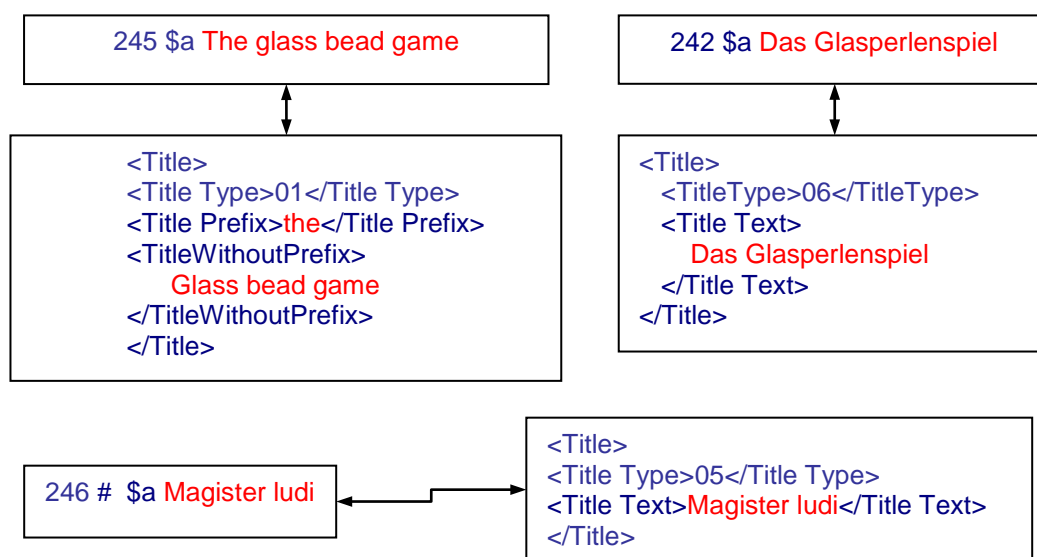 245 $a The glass bead game
242 $a Das Glasperlenspiel
<Title>
<Title Type>01</Title Type>
<Title Prefix>the</Title Prefix>
<TitleWithoutPrefix>
Glass bead game
</TitleWithoutPrefix>
</Title>
<Title>
<TitleType>06</TitleType>
<Title Text>
Das Glasperlenspiel
</Title Text>
</Title>
246 # $a Magister ludi
<Title>
<Title Type>05</Title Type>
<Title Text>Magister ludi</Title Text>
</Title>